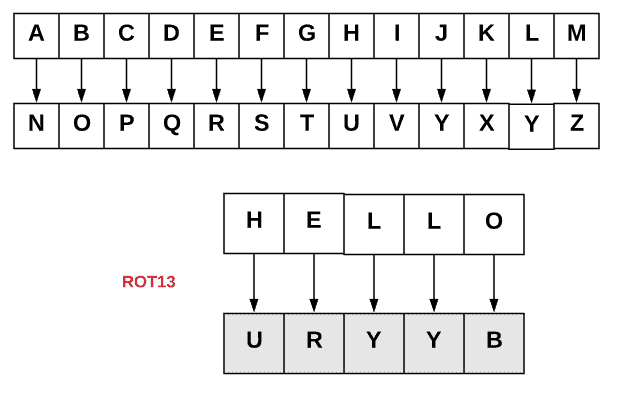 A B C D E F G H I J K L M
N O P Q R S T U V Y X Y Z
H E L L O
ROT13
U R Y Y B